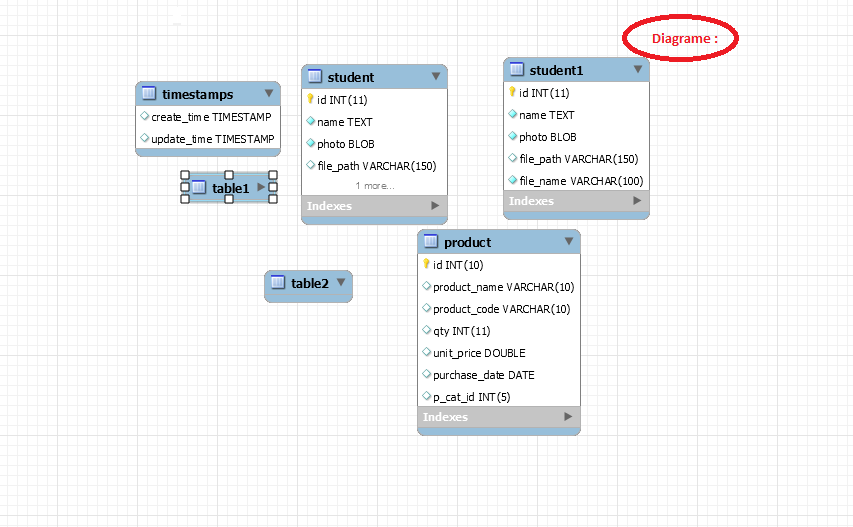 Diagrame :
timestamps
create_time TIMESTAMP
update_time TIMESTAMP
student
id INT(11)
name TEXT
photo BLOB
file_path VARCHAR(150)
1 more...
Indexes
student1
id INT(11)
name TEXT
photo BLOB
file_path VARCHAR(150)
file_name VARCHAR(100)
Indexes
table1
table2
product
id INT(10)
product_name VARCHAR(10)
product_code VARCHAR(10)
qty INT(11)
unit_price DOUBLE
purchase_date DATE
p_cat_id INT(5)
Indexes